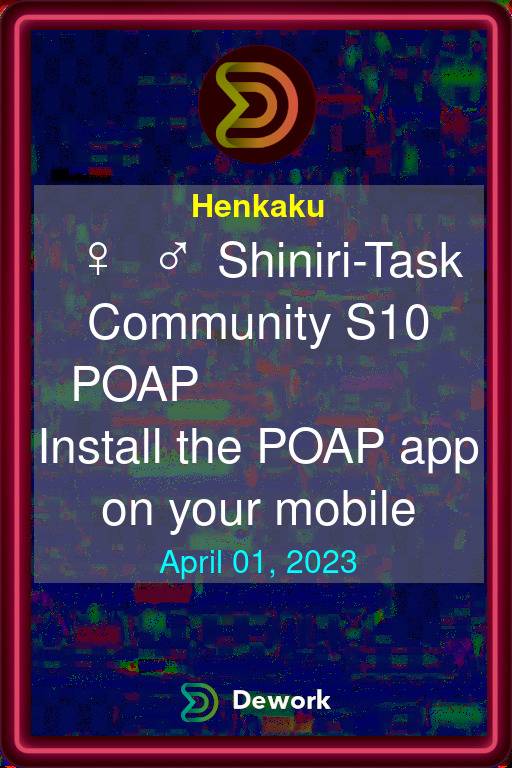 Henkaku
♀ ♂ Shiniri-Task
Community S10
POAP
Install the POAP app
on your mobile
April 01, 2023
Dework